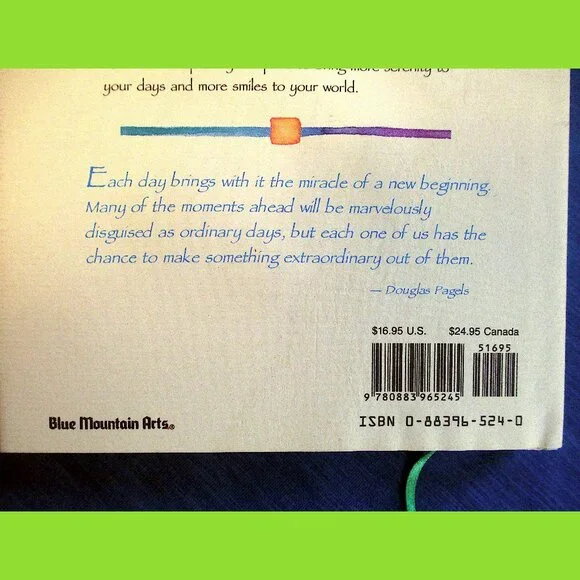 more serenity to
your days and more smiles to your world.
Each day brings with it the miracle of a new beginning.
Many of the moments ahead will be marvelously
disguised as ordinary days, but each one of us has the
chance to make something extraordinary out of them.
— Douglas Pagels
$16.95 U.S. $24.95 Canada
51695
9 780883 965245
ISBN 0-88396-524-0
Blue Mountain Arts®